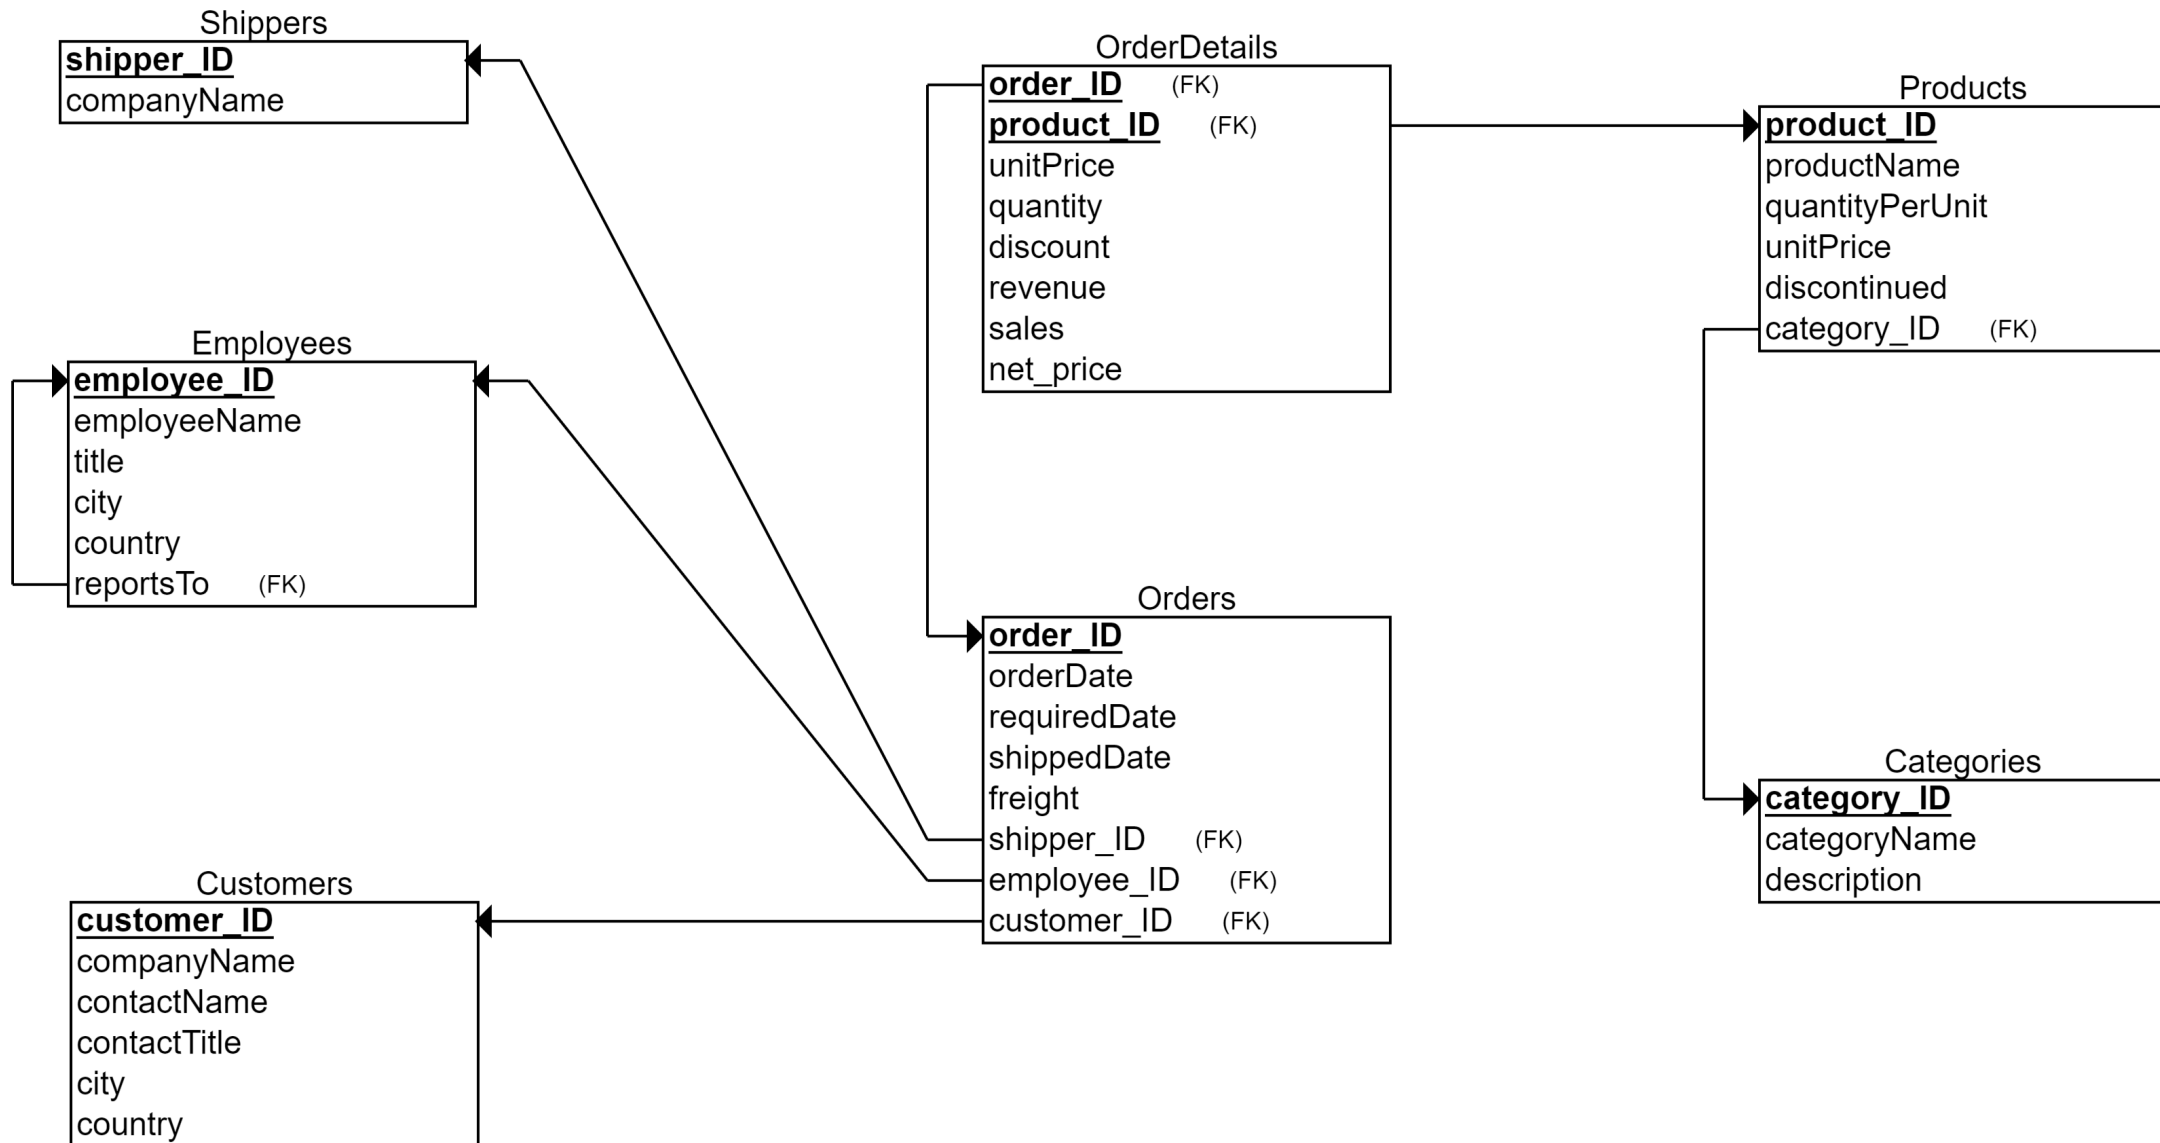 Shippers
shipper_ID
companyName
Employees
employee_ID
employeeName
title
city
country
reportsTo (FK)
Customers
customer_ID
companyName
contactName
contactTitle
city
country
OrderDetails
order_ID (FK)
product_ID (FK)
unitPrice
quantity
discount
revenue
sales
net_price
Orders
order_ID
orderDate
requiredDate
shippedDate
freight
shipper_ID (FK)
employee_ID (FK)
customer_ID (FK)
Products
product_ID
productName
quantityPerUnit
unitPrice
discontinued
category_ID (FK)
Categories
category_ID
categoryName
description